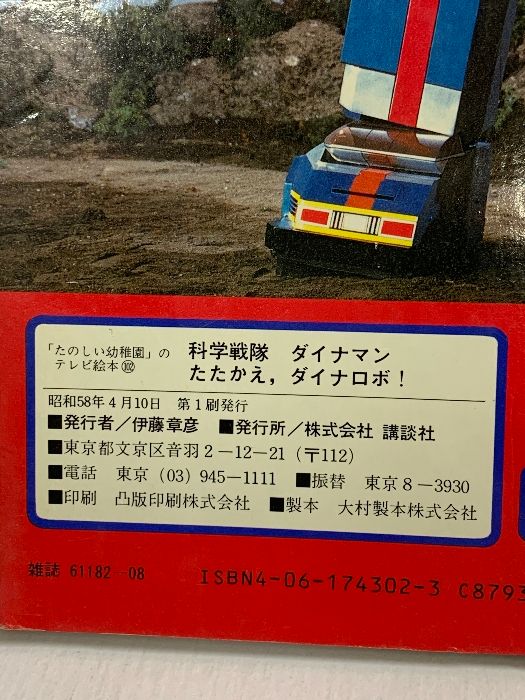 「たのしい幼稚園」の
テレビ絵本102
科学戦隊 ダイナマン
たたかえ，ダイナロボ！
昭和58年4月10日 第1刷発行
■発行者／伊藤章彦 ■発行所／株式会社 講談社
■東京都文京区音羽2−12−21（〒112）
■電話 東京（03）945−1111 ■振替 東京8−3930
■印刷 凸版印刷株式会社 ■製本 大村製本株式会社
雑誌 61182−08
ISBN4-06-174302-3 C8793